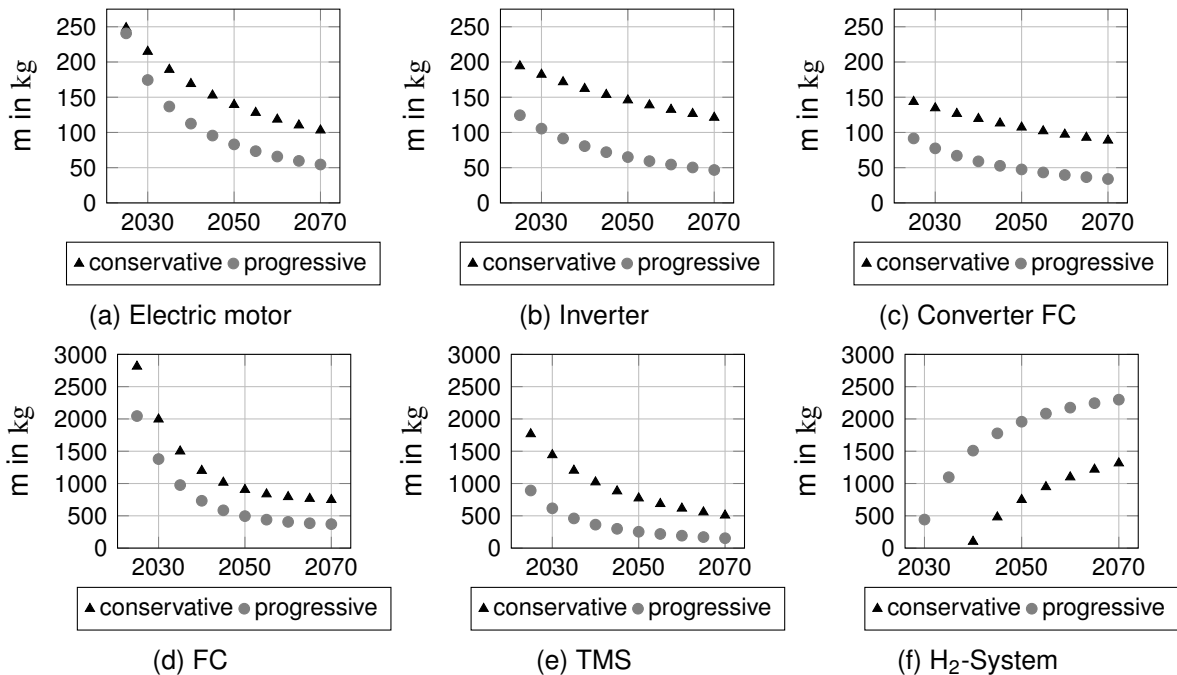 250
200
150
100
50
0
m in kg
2030 2050 2070
▲ conservative ● progressive
(a) Electric motor
250
200
150
100
50
0
m in kg
2030 2050 2070
▲ conservative ● progressive
(b) Inverter
250
200
150
100
50
0
m in kg
2030 2050 2070
▲ conservative ● progressive
(c) Converter FC
3000
2500
2000
1500
1000
500
0
m in kg
2030 2050 2070
▲ conservative ● progressive
(d) FC
3000
2500
2000
1500
1000
500
0
m in kg
2030 2050 2070
▲ conservative ● progressive
(e) TMS
3000
2500
2000
1500
1000
500
0
m in kg
2030 2050 2070
▲ conservative ● progressive
(f) H₂-System